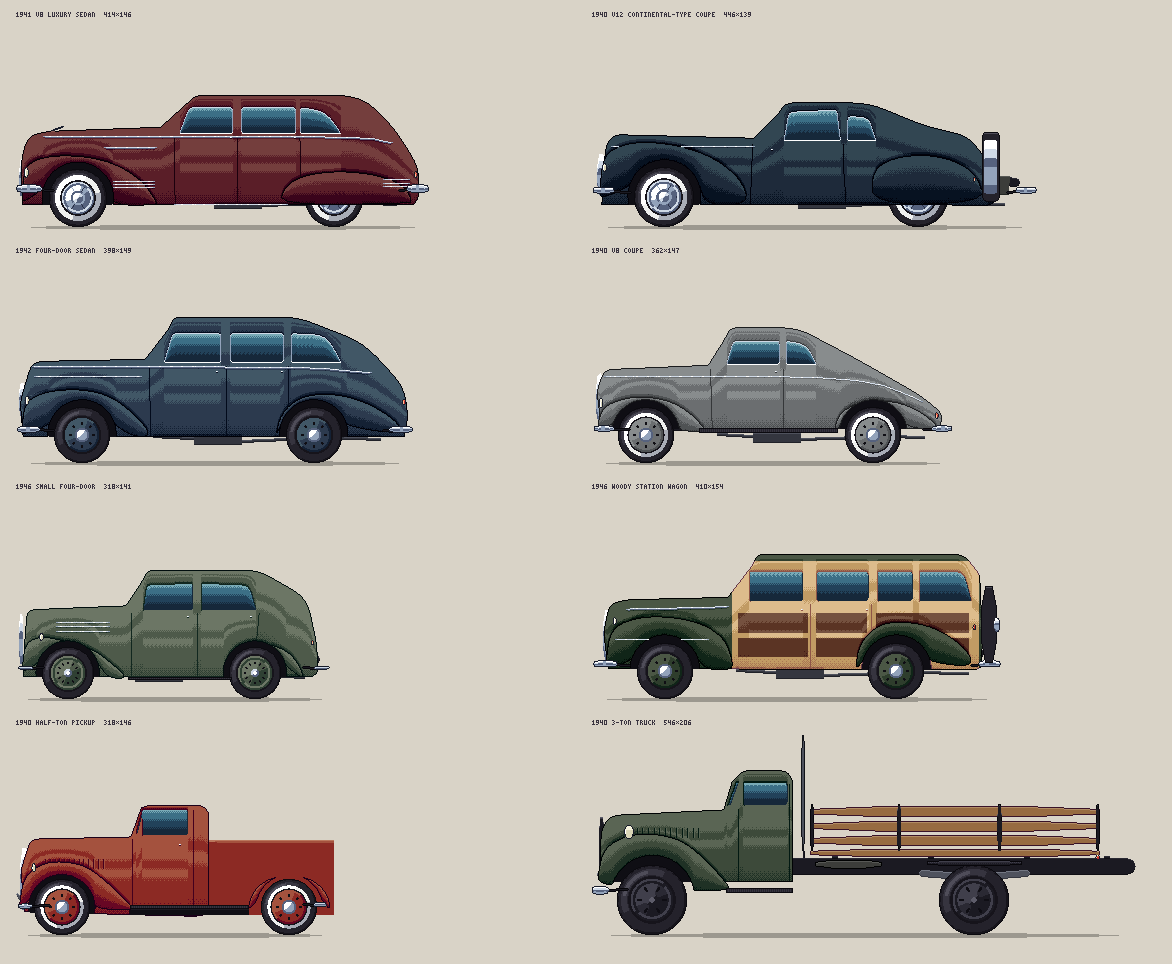 1941 V8 LUXURY SEDAN 414×146
1940 V12 CONTINENTAL-TYPE COUPE 446×139
1942 FOUR-DOOR SEDAN 398×149
1940 V8 COUPE 362×147
1946 SMALL FOUR-DOOR 318×141
1946 WOODY STATION WAGON 410×154
1940 HALF-TON PICKUP 318×146
1940 3-TON TRUCK 546×206